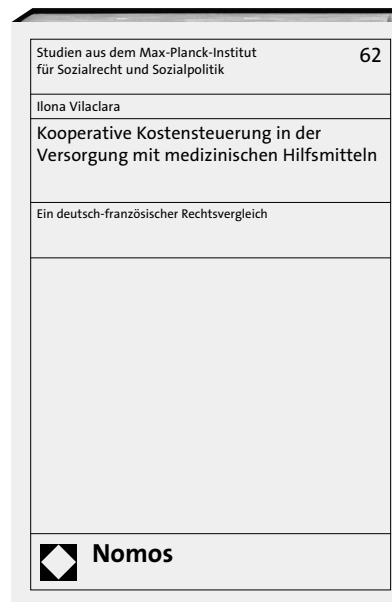 Studien aus dem Max-Planck-Institut
für Sozialrecht und Sozialpolitik
62
Ilona Vilaclara
Kooperative Kostensteuerung in der
Versorgung mit medizinischen Hilfsmitteln
Ein deutsch-französischer Rechtsvergleich
Nomos